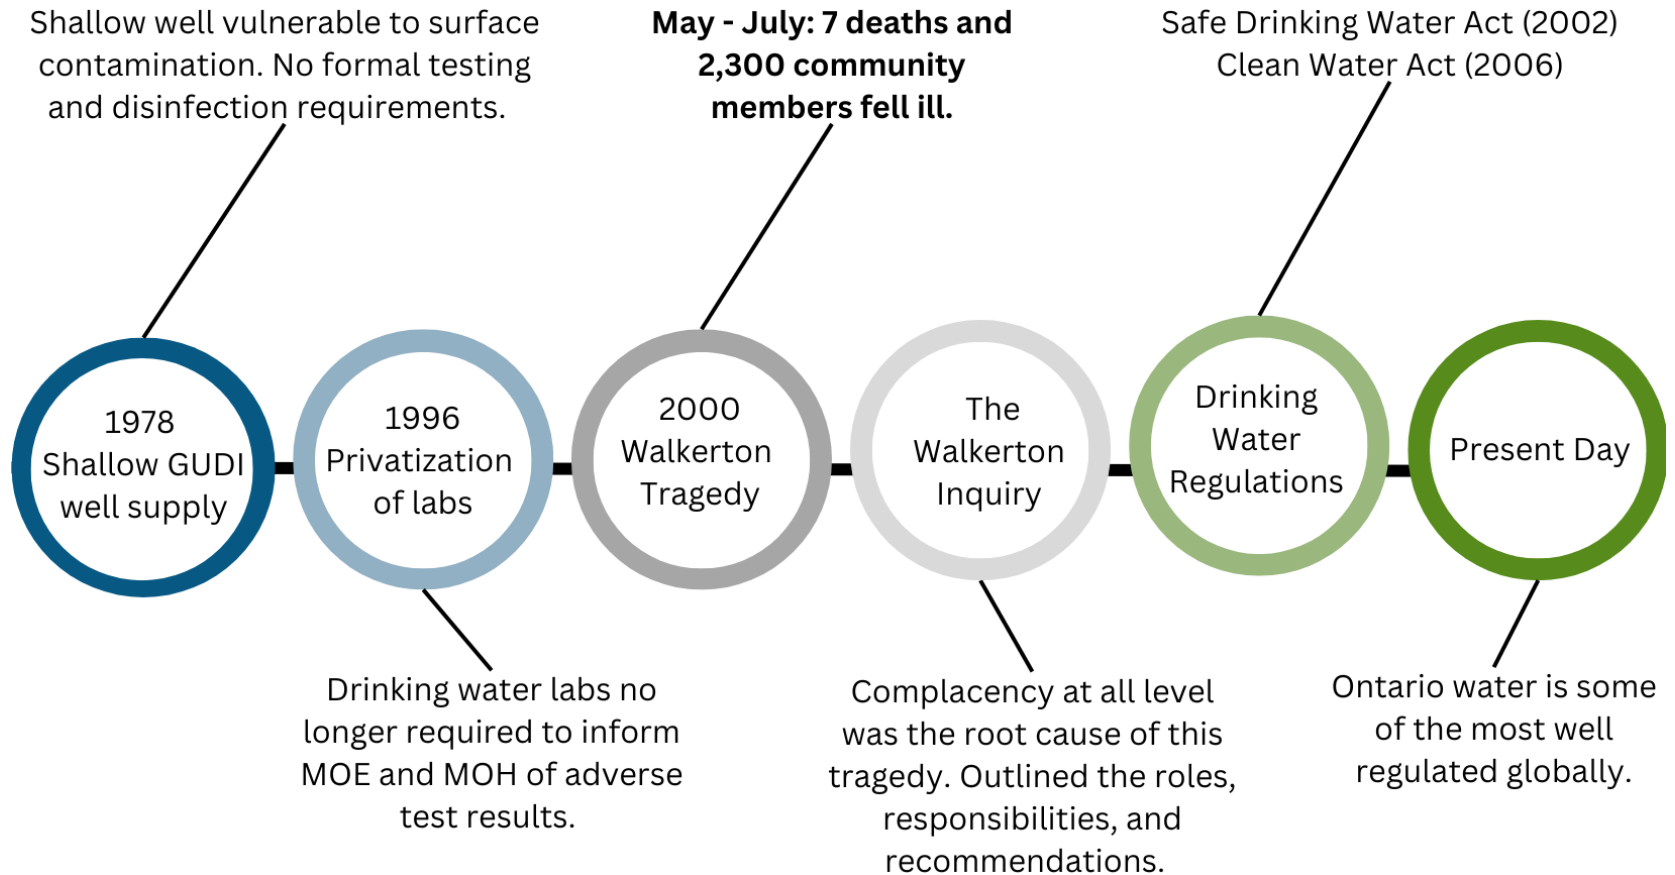 Shallow well vulnerable to surface
contamination. No formal testing
and disinfection requirements.
May - July: 7 deaths and
2,300 community
members fell ill.
Safe Drinking Water Act (2002)
Clean Water Act (2006)
1978
Shallow GUDI
well supply
1996
Privatization
of labs
2000
Walkerton
Tragedy
The
Walkerton
Inquiry
Drinking
Water
Regulations
Present Day
Drinking water labs no
longer required to inform
MOE and MOH of adverse
test results.
Complacency at all level
was the root cause of this
tragedy. Outlined the roles,
responsibilities, and
recommendations.
Ontario water is some
of the most well
regulated globally.